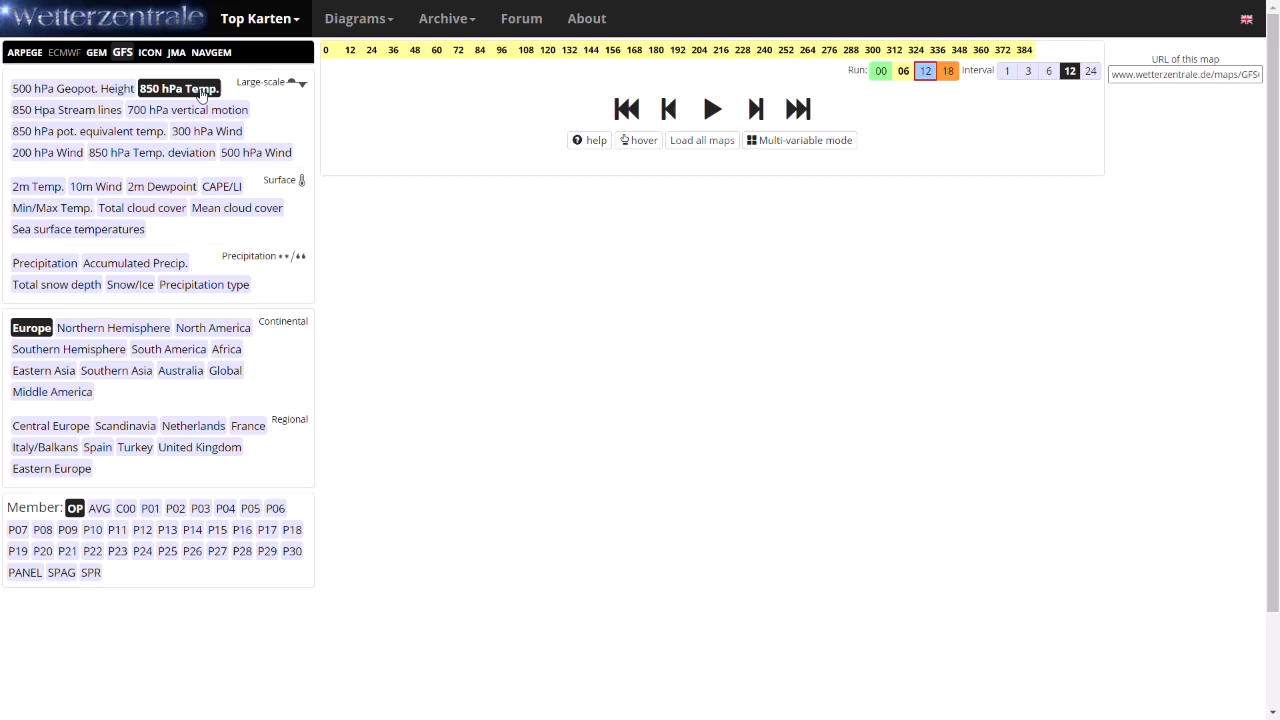 Wetterzentrale Top Karten Diagrams Archive Forum About
ARPEGE ECMWF GEM GFS ICON JMA NAVGEM
500 hPa Geopot. Height 850 hPa Temp. Large-scale
850 Hpa Stream lines 700 hPa vertical motion
850 hPa pot. equivalent temp. 300 hPa Wind
200 hPa Wind 850 hPa Temp. deviation 500 hPa Wind
Surface
2m Temp. 10m Wind 2m Dewpoint CAPE/LI
Min/Max Temp. Total cloud cover Mean cloud cover
Sea surface temperatures
Precipitation
Precipitation Accumulated Precip.
Total snow depth Snow/Ice Precipitation type
Europe Northern Hemisphere North America Continental
Southern Hemisphere South America Africa
Eastern Asia Southern Asia Australia Global
Middle America
Central Europe Scandinavia Netherlands France Regional
Italy/Balkans Spain Turkey United Kingdom
Eastern Europe
Member: OP AVG C00 P01 P02 P03 P04 P05 P06
P07 P08 P09 P10 P11 P12 P13 P14 P15 P16 P17 P18
P19 P20 P21 P22 P23 P24 P25 P26 P27 P28 P29 P30
PANEL SPAG SPR
0 12 24 36 48 60 72 84 96 108 120 132 144 156 168 180 192 204 216 228 240 252 264 276 288 300 312 324 336 348 360 372 384
Run: 00 06 12 18 Interval 1 3 6 12 24
help hover Load all maps Multi-variable mode
URL of this map
www.wetterzentrale.de/maps/GFS